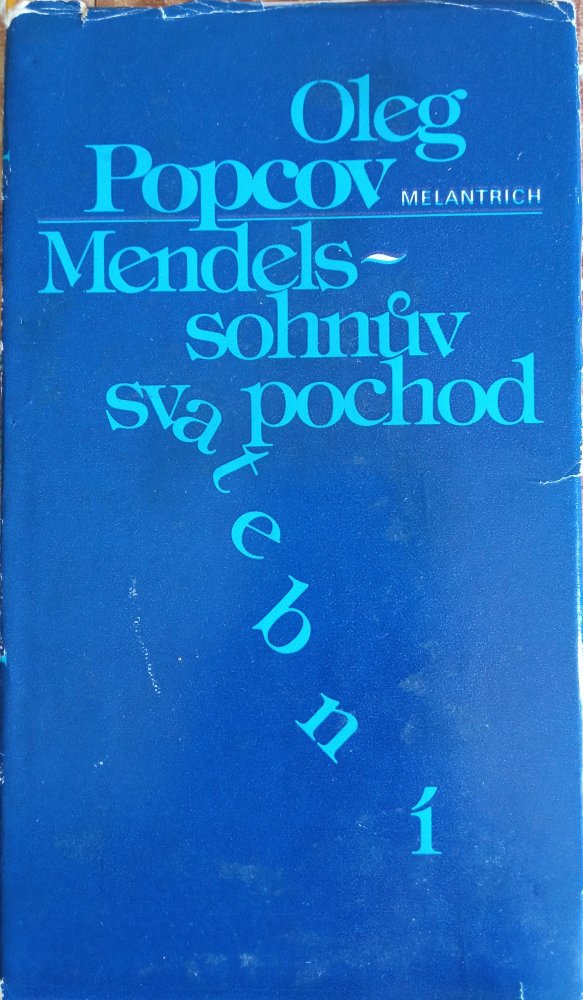 Oleg
Popcov MELANTRICH
Mendels-
sohnův
svatební pochod